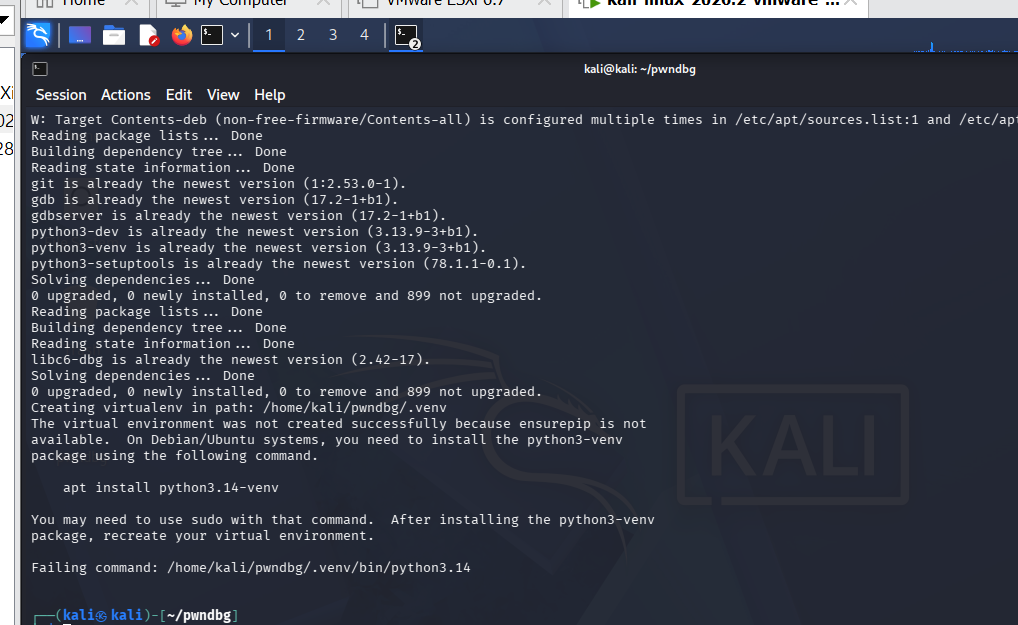 Home
My Computer
VMware ESXi 6.7
kali-linux-2026.2-vmware ...
1 2 3 4
2
kali@kali: ~/pwndbg
Session Actions Edit View Help
Xi
02
28
W: Target Contents-deb (non-free-firmware/Contents-all) is configured multiple times in /etc/apt/sources.list:1 and /etc/apt
Reading package lists... Done
Building dependency tree... Done
Reading state information... Done
git is already the newest version (1:2.53.0-1).
gdb is already the newest version (17.2-1+b1).
gdbserver is already the newest version (17.2-1+b1).
python3-dev is already the newest version (3.13.9-3+b1).
python3-venv is already the newest version (3.13.9-3+b1).
python3-setuptools is already the newest version (78.1.1-0.1).
Solving dependencies... Done
0 upgraded, 0 newly installed, 0 to remove and 899 not upgraded.
Reading package lists... Done
Building dependency tree... Done
Reading state information... Done
libc6-dbg is already the newest version (2.42-17).
Solving dependencies... Done
0 upgraded, 0 newly installed, 0 to remove and 899 not upgraded.
Creating virtualenv in path: /home/kali/pwndbg/.venv
The virtual environment was not created successfully because ensurepip is not
available.  On Debian/Ubuntu systems, you need to install the python3-venv
package using the following command.
apt install python3.14-venv
You may need to use sudo with that command.  After installing the python3-venv
package, recreate your virtual environment.
Failing command: /home/kali/pwndbg/.venv/bin/python3.14
┌──(kali㉿kali)-[~/pwndbg]
KALI